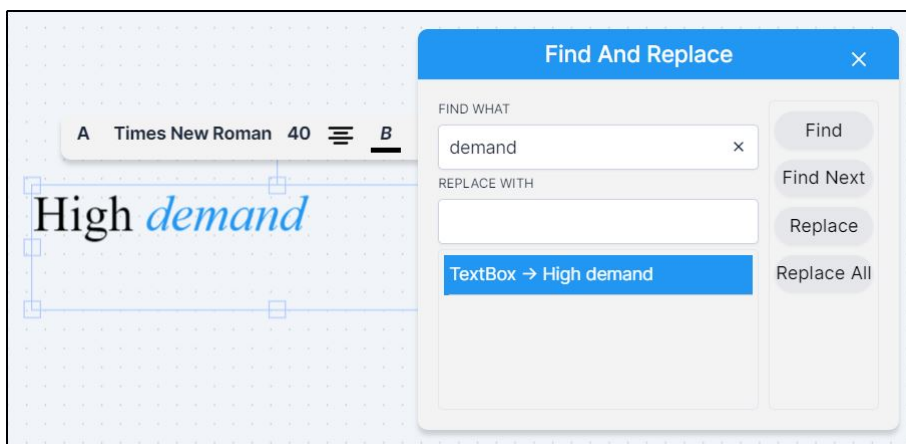 Find And Replace ×
A Times New Roman 40 B
High demand
FIND WHAT
demand ×
REPLACE WITH
TextBox → High demand
Find
Find Next
Replace
Replace All